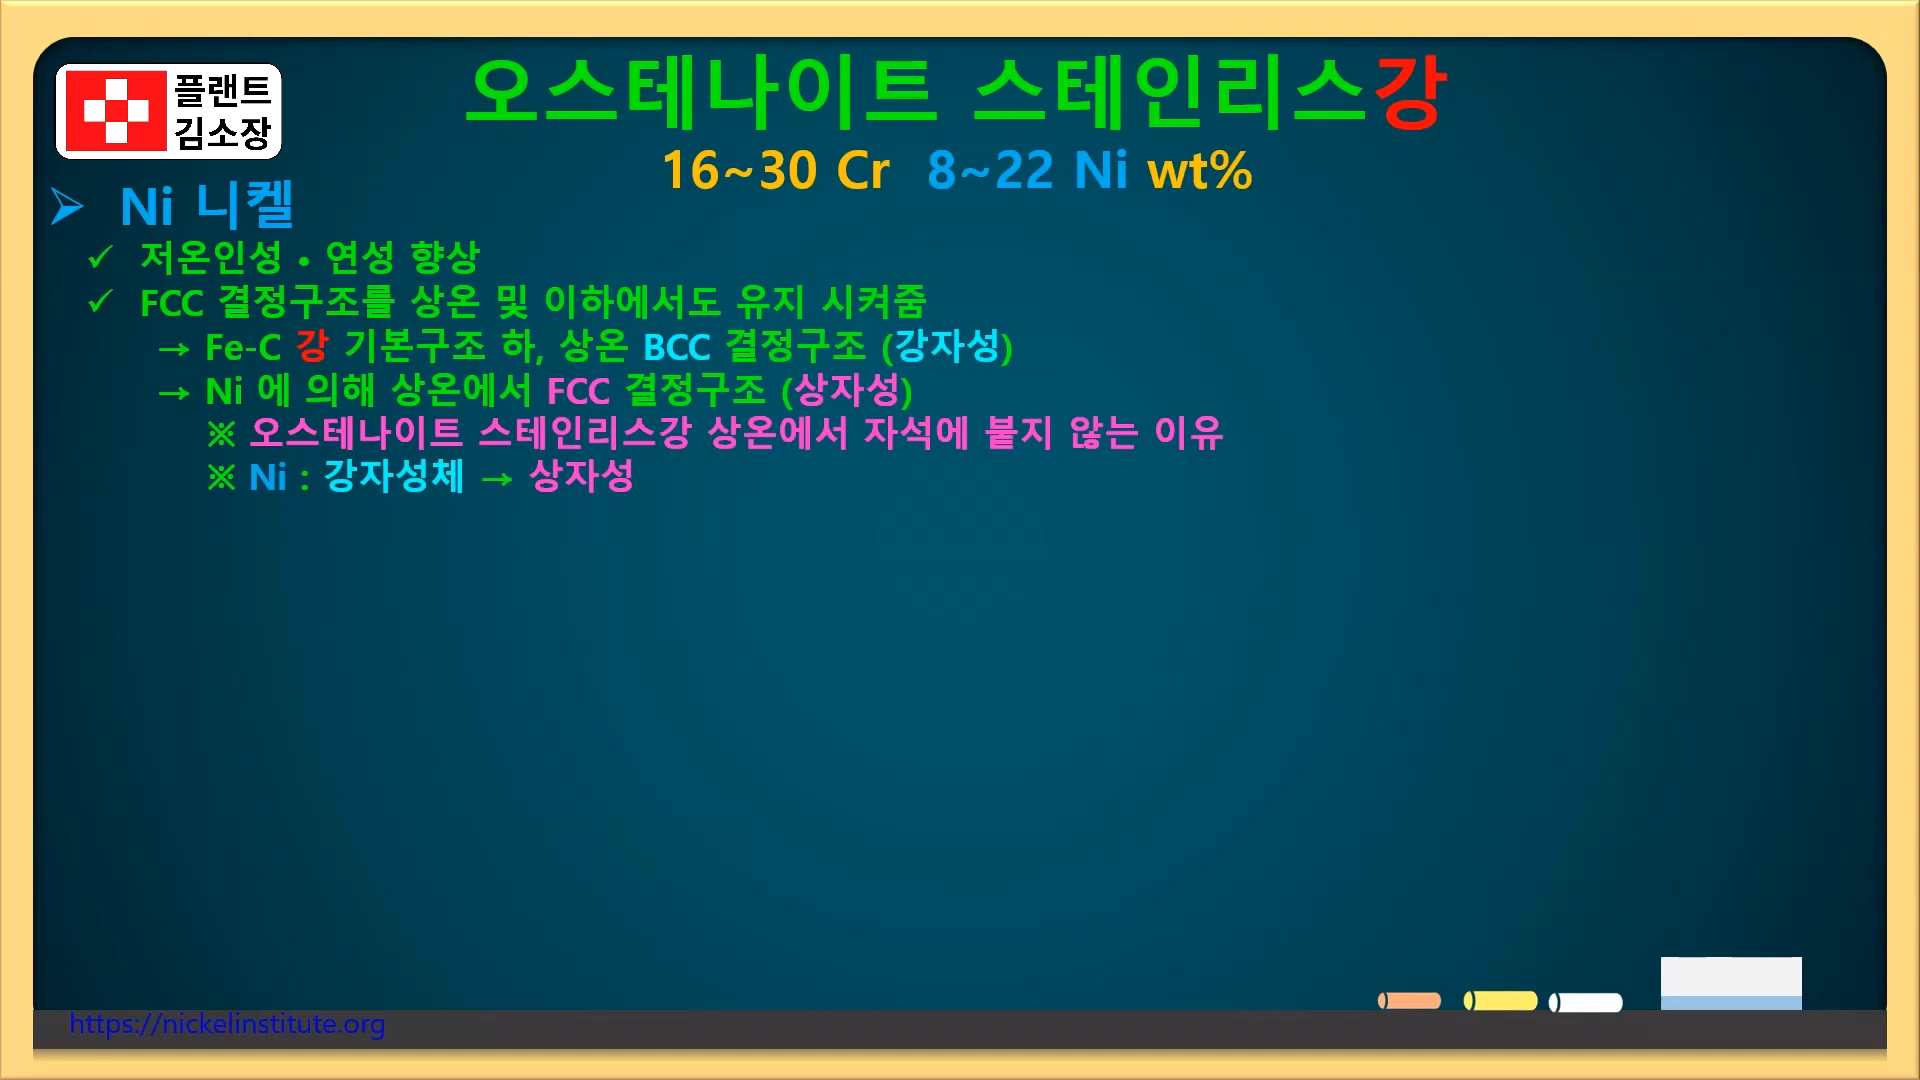 플랜트
김소장
오스테나이트 스테인리스강
16~30 Cr 8~22 Ni wt%
➢ Ni 니켈
✓ 저온인성 • 연성 향상
✓ FCC 결정구조를 상온 및 이하에서도 유지 시켜줌
→ Fe-C 강 기본구조 하, 상온 BCC 결정구조 (강자성)
→ Ni 에 의해 상온에서 FCC 결정구조 (상자성)
※ 오스테나이트 스테인리스강 상온에서 자석에 붙지 않는 이유
※ Ni : 강자성체 → 상자성
https://nickelinstitute.org